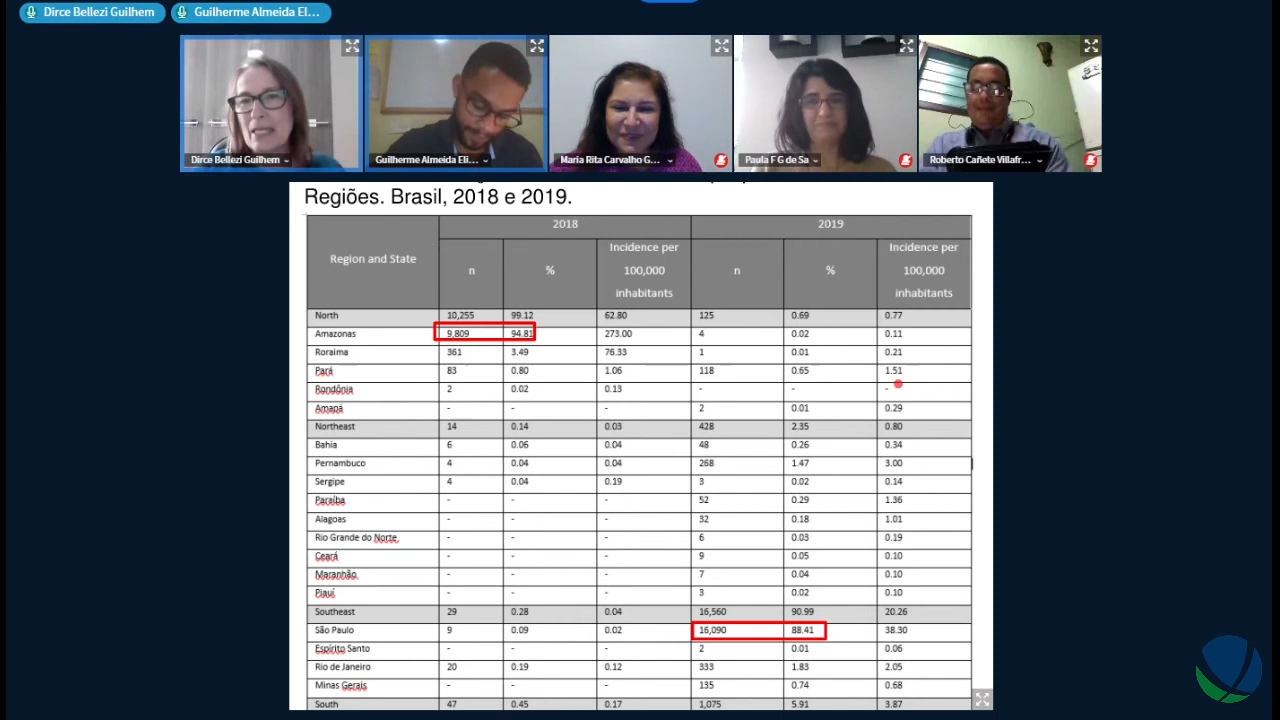 Dirce Bellezi Guilhem Guilherme Almeida El...
Dirce Bellezi Guilhem Guilherme Almeida Eli... Maria Rita Carvalho G... Paula F G de Sa Roberto Cañete Villafr...
Regiões. Brasil, 2018 e 2019.
2018 2019
Region and State n % Incidence per 100,000 inhabitants n % Incidence per 100,000 inhabitants
North 10,255 99.12 62.80 125 0.69 0.77
Amazonas 9,809 94.81 273.00 4 0.02 0.11
Roraima 361 3.49 76.33 1 0.01 0.21
Pará 83 0.80 1.06 118 0.65 1.51
Rondônia 2 0.02 0.13 - - -
Amapá - - - 2 0.01 0.29
Northeast 14 0.14 0.03 428 2.35 0.80
Bahia 6 0.06 0.04 48 0.26 0.34
Pernambuco 4 0.04 0.04 268 1.47 3.00
Sergipe 4 0.04 0.19 3 0.02 0.14
Paraíba - - - 52 0.29 1.36
Alagoas - - - 32 0.18 1.01
Rio Grande do Norte - - - 6 0.03 0.19
Ceará - - - 9 0.05 0.10
Maranhão - - - 7 0.04 0.10
Piauí - - - 3 0.02 0.10
Southeast 29 0.28 0.04 16,560 90.99 20.26
São Paulo 9 0.09 0.02 16,090 88.41 38.30
Espírito Santo - - - 2 0.01 0.06
Rio de Janeiro 20 0.19 0.12 333 1.83 2.05
Minas Gerais - - - 135 0.74 0.68
South 47 0.45 0.17 1,075 5.91 3.87